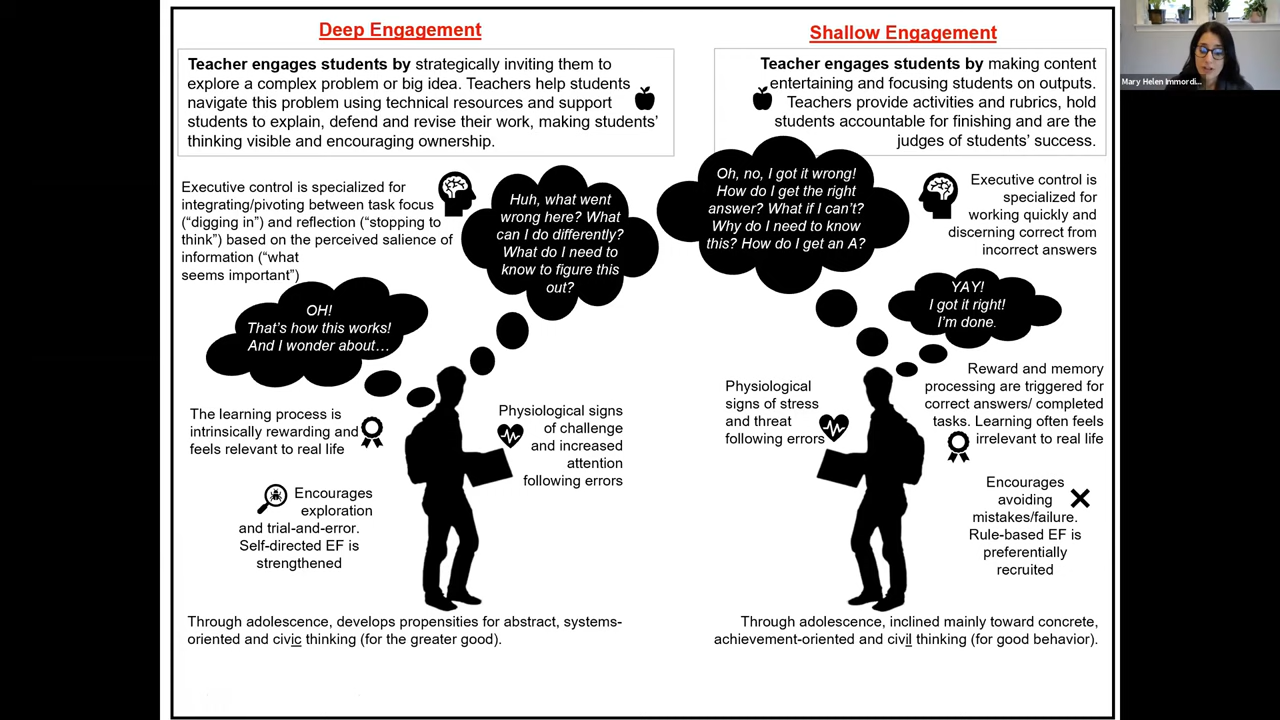 Deep Engagement
Teacher engages students by strategically inviting them to
explore a complex problem or big idea. Teachers help students
navigate this problem using technical resources and support
students to explain, defend and revise their work, making students'
thinking visible and encouraging ownership.
Executive control is specialized for
integrating/pivoting between task focus
("digging in") and reflection ("stopping to
think") based on the perceived salience of
information ("what
seems important")
Huh, what went
wrong here? What
can I do differently?
What do I need to
know to figure this
out?
OH!
That's how this works!
And I wonder about…
The learning process is
intrinsically rewarding and
feels relevant to real life
Physiological signs
of challenge
and increased
attention
following errors
Encourages
exploration
and trial-and-error.
Self-directed EF is
strengthened
Through adolescence, develops propensities for abstract, systems-
oriented and civic thinking (for the greater good).
Shallow Engagement
Teacher engages students by making content
entertaining and focusing students on outputs.
Teachers provide activities and rubrics, hold
students accountable for finishing and are the
judges of students' success.
Oh, no, I got it wrong!
How do I get the right
answer? What if I can't?
Why do I need to know
this? How do I get an A?
Executive control is
specialized for
working quickly and
discerning correct from
incorrect answers
YAY!
I got it right!
I'm done.
Physiological
signs of stress
and threat
following errors
Reward and memory
processing are triggered for
correct answers/ completed
tasks. Learning often feels
irrelevant to real life
Encourages
avoiding
mistakes/failure.
Rule-based EF is
preferentially
recruited
Through adolescence, inclined mainly toward concrete,
achievement-oriented and civil thinking (for good behavior).
Mary Helen Immordi...